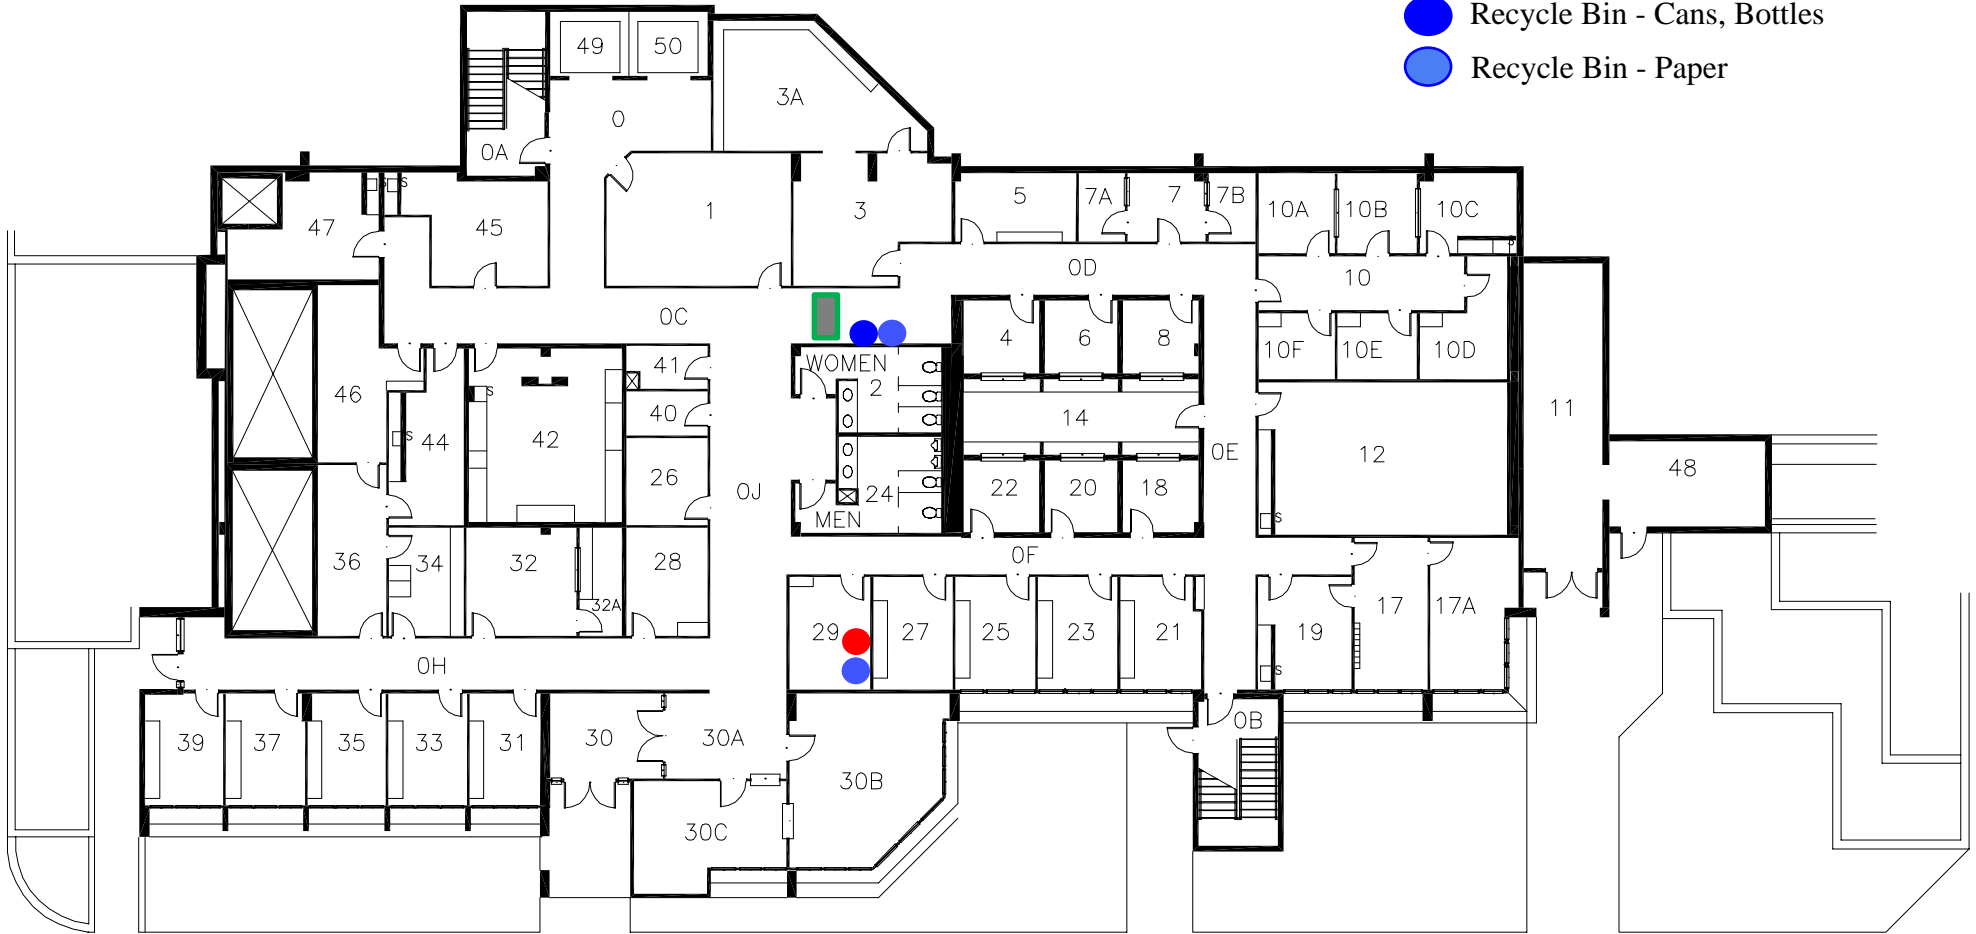 Recycle Bin - Cans, Bottles
Recycle Bin - Paper
49
50
3A
0
0A
47
S
S
45
1
3
5
7A
7
7B
10A
10B
10C
S
0D
10
0C
4
6
8
10F
10E
10D
WOMEN
2
41
46
S
40
44
S
42
14
11
0E
12
48
26
0J
24
22
20
18
MEN
S
0F
36
34
32
28
32A
29
27
25
23
21
19
17
17A
S
0H
39
37
35
33
31
30
30A
0B
30B
30C